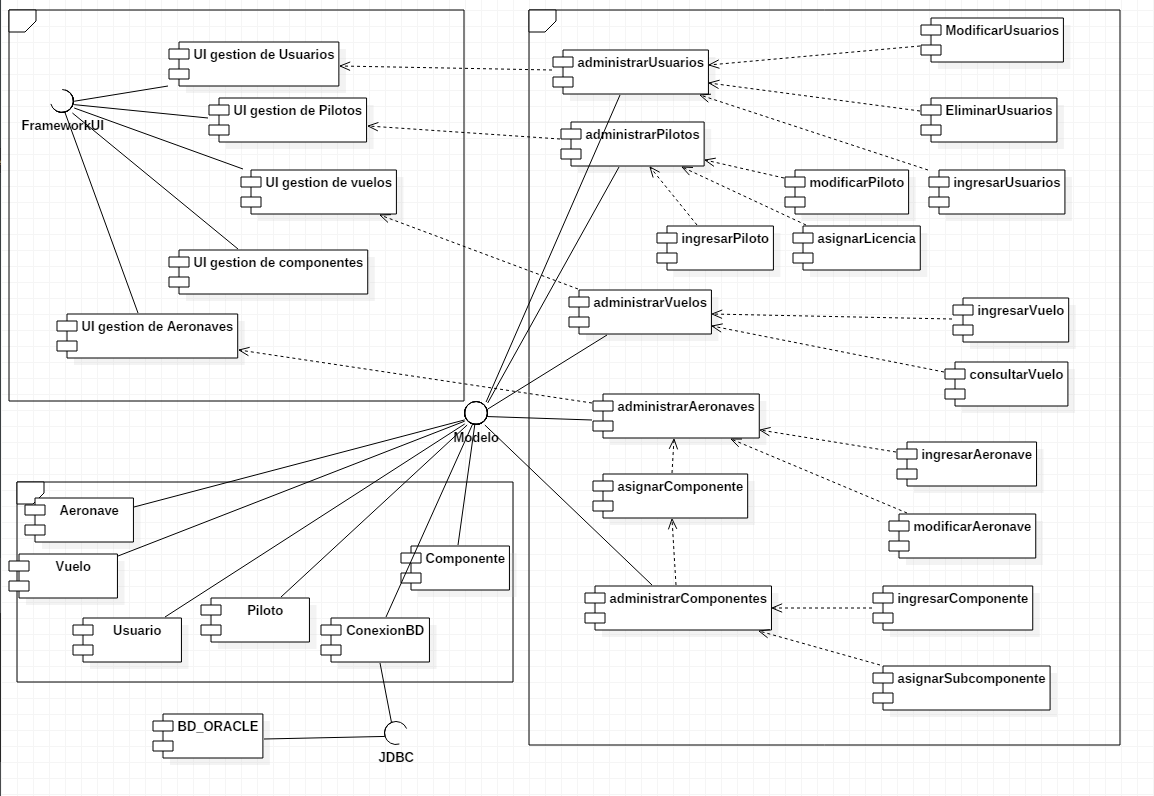 UI gestion de Usuarios
UI gestion de Pilotos
FrameworkUI
UI gestion de vuelos
UI gestion de componentes
UI gestion de Aeronaves
administrarUsuarios
ModificarUsuarios
EliminarUsuarios
administrarPilotos
modificarPiloto
ingresarUsuarios
ingresarPiloto
asignarLicencia
administrarVuelos
ingresarVuelo
consultarVuelo
administrarAeronaves
Modelo
ingresarAeronave
asignarComponente
modificarAeronave
administrarComponentes
ingresarComponente
asignarSubcomponente
Aeronave
Vuelo
Componente
Usuario
Piloto
ConexionBD
BD_ORACLE
JDBC